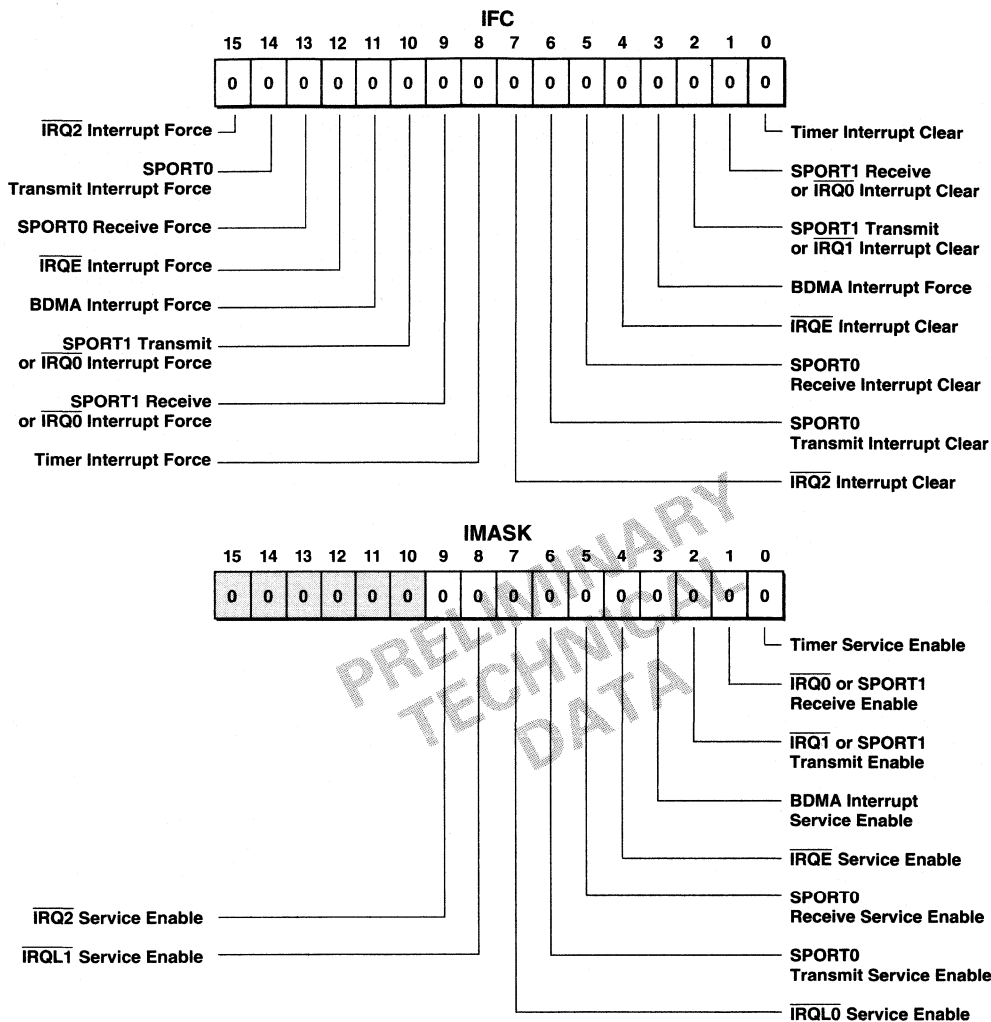 IFC
15 14 13 12 11 10 9 8 7 6 5 4 3 2 1 0
0 0 0 0 0 0 0 0 0 0 0 0 0 0 0 0
IRQ2 Interrupt Force
SPORT0
Transmit Interrupt Force
SPORT0 Receive Force
IRQE Interrupt Force
BDMA Interrupt Force
SPORT1 Transmit
or IRQ0 Interrupt Force
SPORT1 Receive
or IRQ0 Interrupt Force
Timer Interrupt Force
Timer Interrupt Clear
SPORT1 Receive
or IRQ0 Interrupt Clear
SPORT1 Transmit
or IRQ1 Interrupt Clear
BDMA Interrupt Force
IRQE Interrupt Clear
SPORT0
Receive Interrupt Clear
SPORT0
Transmit Interrupt Clear
IRQ2 Interrupt Clear
IMASK
15 14 13 12 11 10 9 8 7 6 5 4 3 2 1 0
0 0 0 0 0 0 0 0 0 0 0 0 0 0 0 0
PRELIMINARY
TECHNICAL
DATA
IRQ2 Service Enable
IRQL1 Service Enable
Timer Service Enable
IRQ0 or SPORT1
Receive Enable
IRQ1 or SPORT1
Transmit Enable
BDMA Interrupt
Service Enable
IRQE Service Enable
SPORT0
Receive Service Enable
SPORT0
Transmit Service Enable
IRQL0 Service Enable